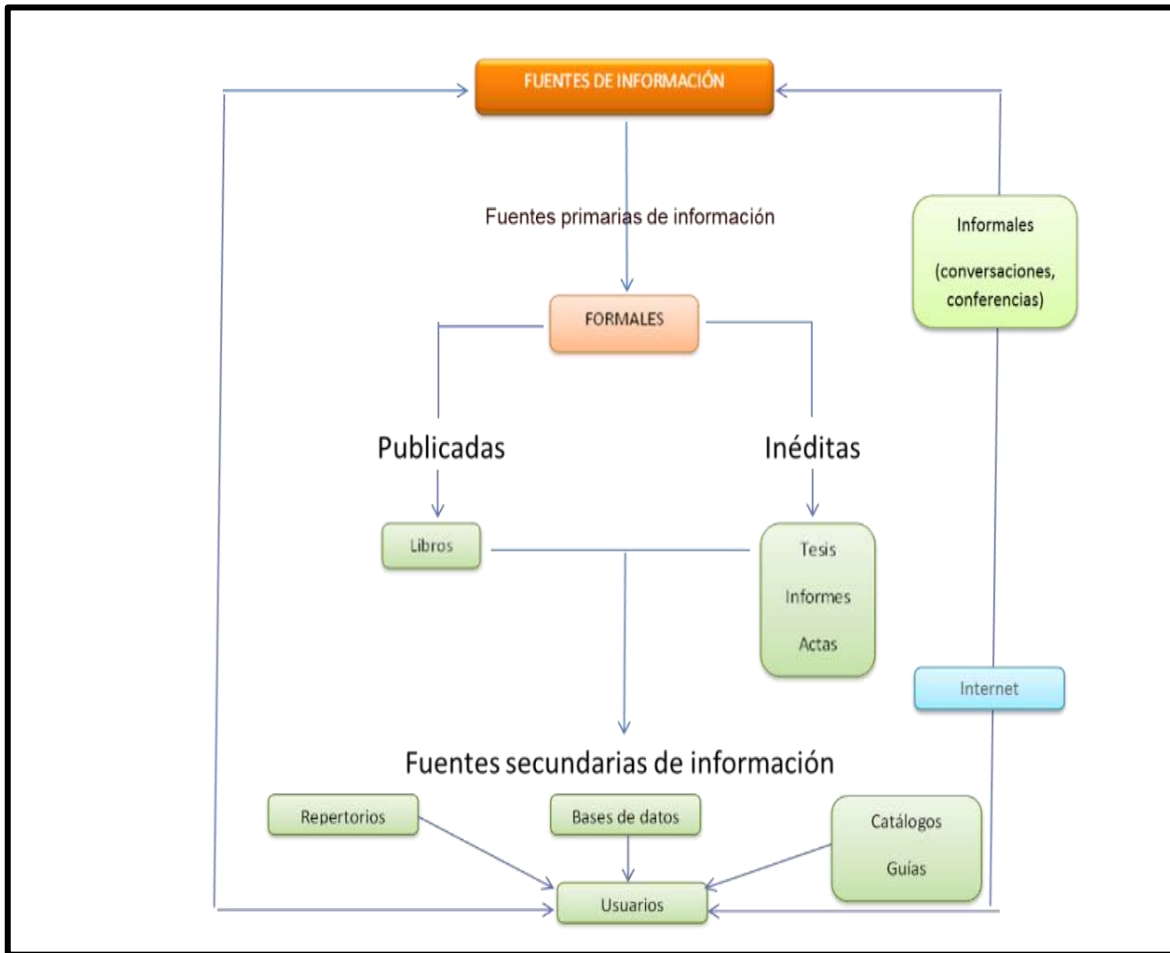 FUENTES DE INFORMACIÓN
Fuentes primarias de información
Informales
(conversaciones,
conferencias)
FORMALES
Publicadas
Inéditas
Libros
Tesis
Informes
Actas
Internet
Fuentes secundarias de información
Repertorios
Bases de datos
Catálogos
Guías
Usuarios